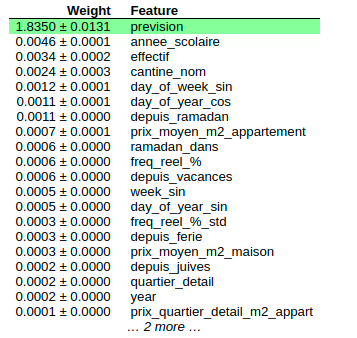 Weight Feature
1.8350 ± 0.0131 prevision
0.0046 ± 0.0001 annee_scolaire
0.0034 ± 0.0002 effectif
0.0024 ± 0.0003 cantine_nom
0.0012 ± 0.0001 day_of_week_sin
0.0011 ± 0.0001 day_of_year_cos
0.0011 ± 0.0000 depuis_ramadan
0.0007 ± 0.0001 prix_moyen_m2_appartement
0.0006 ± 0.0000 ramadan_dans
0.0006 ± 0.0000 freq_reel_%
0.0006 ± 0.0000 depuis_vacances
0.0005 ± 0.0000 week_sin
0.0005 ± 0.0000 day_of_year_sin
0.0003 ± 0.0000 freq_reel_%_std
0.0003 ± 0.0000 depuis_ferie
0.0003 ± 0.0000 prix_moyen_m2_maison
0.0002 ± 0.0000 depuis_juives
0.0002 ± 0.0000 quartier_detail
0.0002 ± 0.0000 year
0.0001 ± 0.0000 prix_quartier_detail_m2_appart
… 2 more …